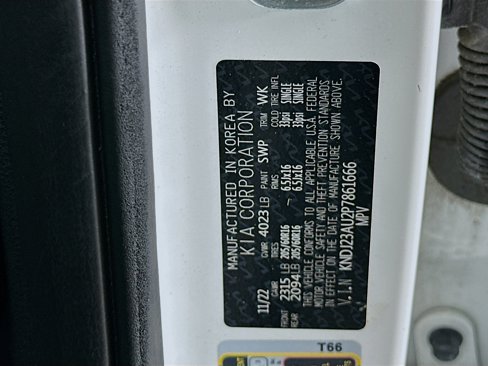 MANUFACTURED IN KOREA BY
KIA CORPORATION
11/22 GVWR 4023 LB PAINT SWP TRIM WK
GAWR TIRES RIMS COLD TIRE INFL
FRONT 2315 LB 205/60R16 6.5Jx16 33psi SINGLE
REAR 2094 LB 205/60R16 6.5Jx16 33psi SINGLE
THIS VEHICLE CONFORMS TO ALL APPLICABLE U.S.A. FEDERAL
MOTOR VEHICLE SAFETY AND THEFT PREVENTION STANDARDS
IN EFFECT ON THE DATE OF MANUFACTURE SHOWN ABOVE.
V.I.N KNDJ23AU2P7861666
MPV
T66